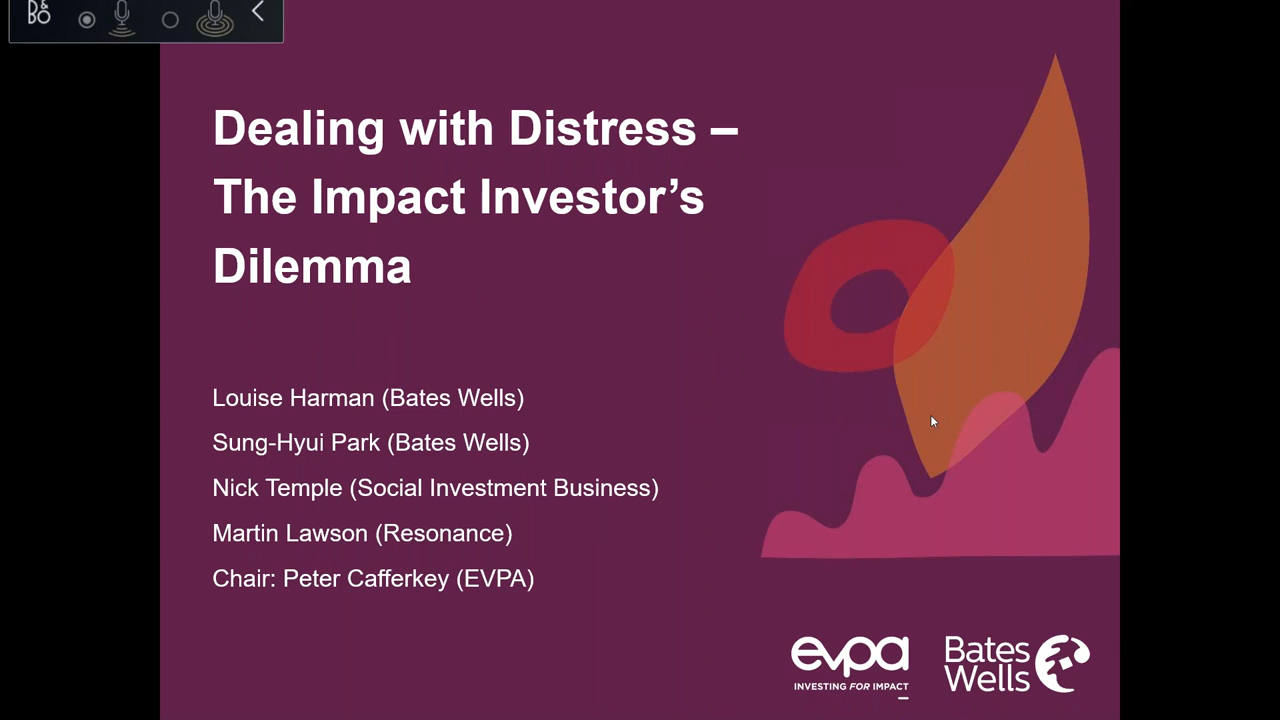 B&O
Dealing with Distress –
The Impact Investor’s
Dilemma
Louise Harman (Bates Wells)
Sung-Hyui Park (Bates Wells)
Nick Temple (Social Investment Business)
Martin Lawson (Resonance)
Chair: Peter Cafferkey (EVPA)
evpa
INVESTING FOR IMPACT
Bates
Wells